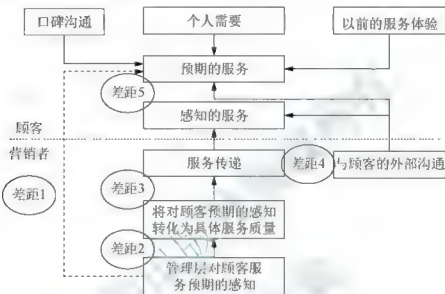 口碑沟通
个人需要
以前的服务体验
预期的服务
差距5
感知的服务
顾客
营销者
服务传递
差距4
与顾客的外部沟通
差距1
差距3
将对顾客预期的感知
转化为具体服务质量
差距2
管理层对顾客服
务预期的感知